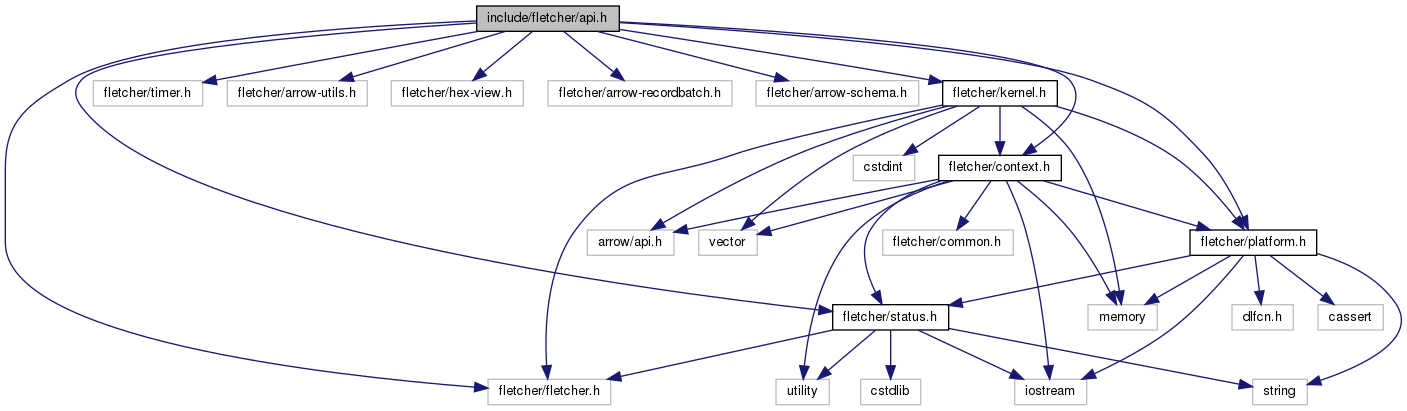 include/fletcher/api.h
fletcher/timer.h
fletcher/arrow-utils.h
fletcher/hex-view.h
fletcher/arrow-recordbatch.h
fletcher/arrow-schema.h
fletcher/kernel.h
cstdint
fletcher/context.h
arrow/api.h
vector
fletcher/common.h
fletcher/platform.h
fletcher/status.h
memory
dlfcn.h
cassert
fletcher/fletcher.h
utility
cstdlib
iostream
string